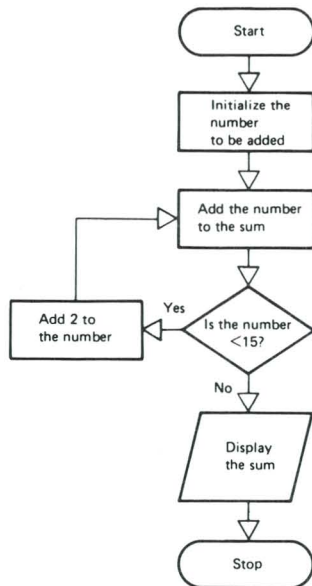 Start
Initialize the
number
to be added
Add the number
to the sum
Yes
Add 2 to
the number
Is the number
<15?
No
Display
the sum
Stop